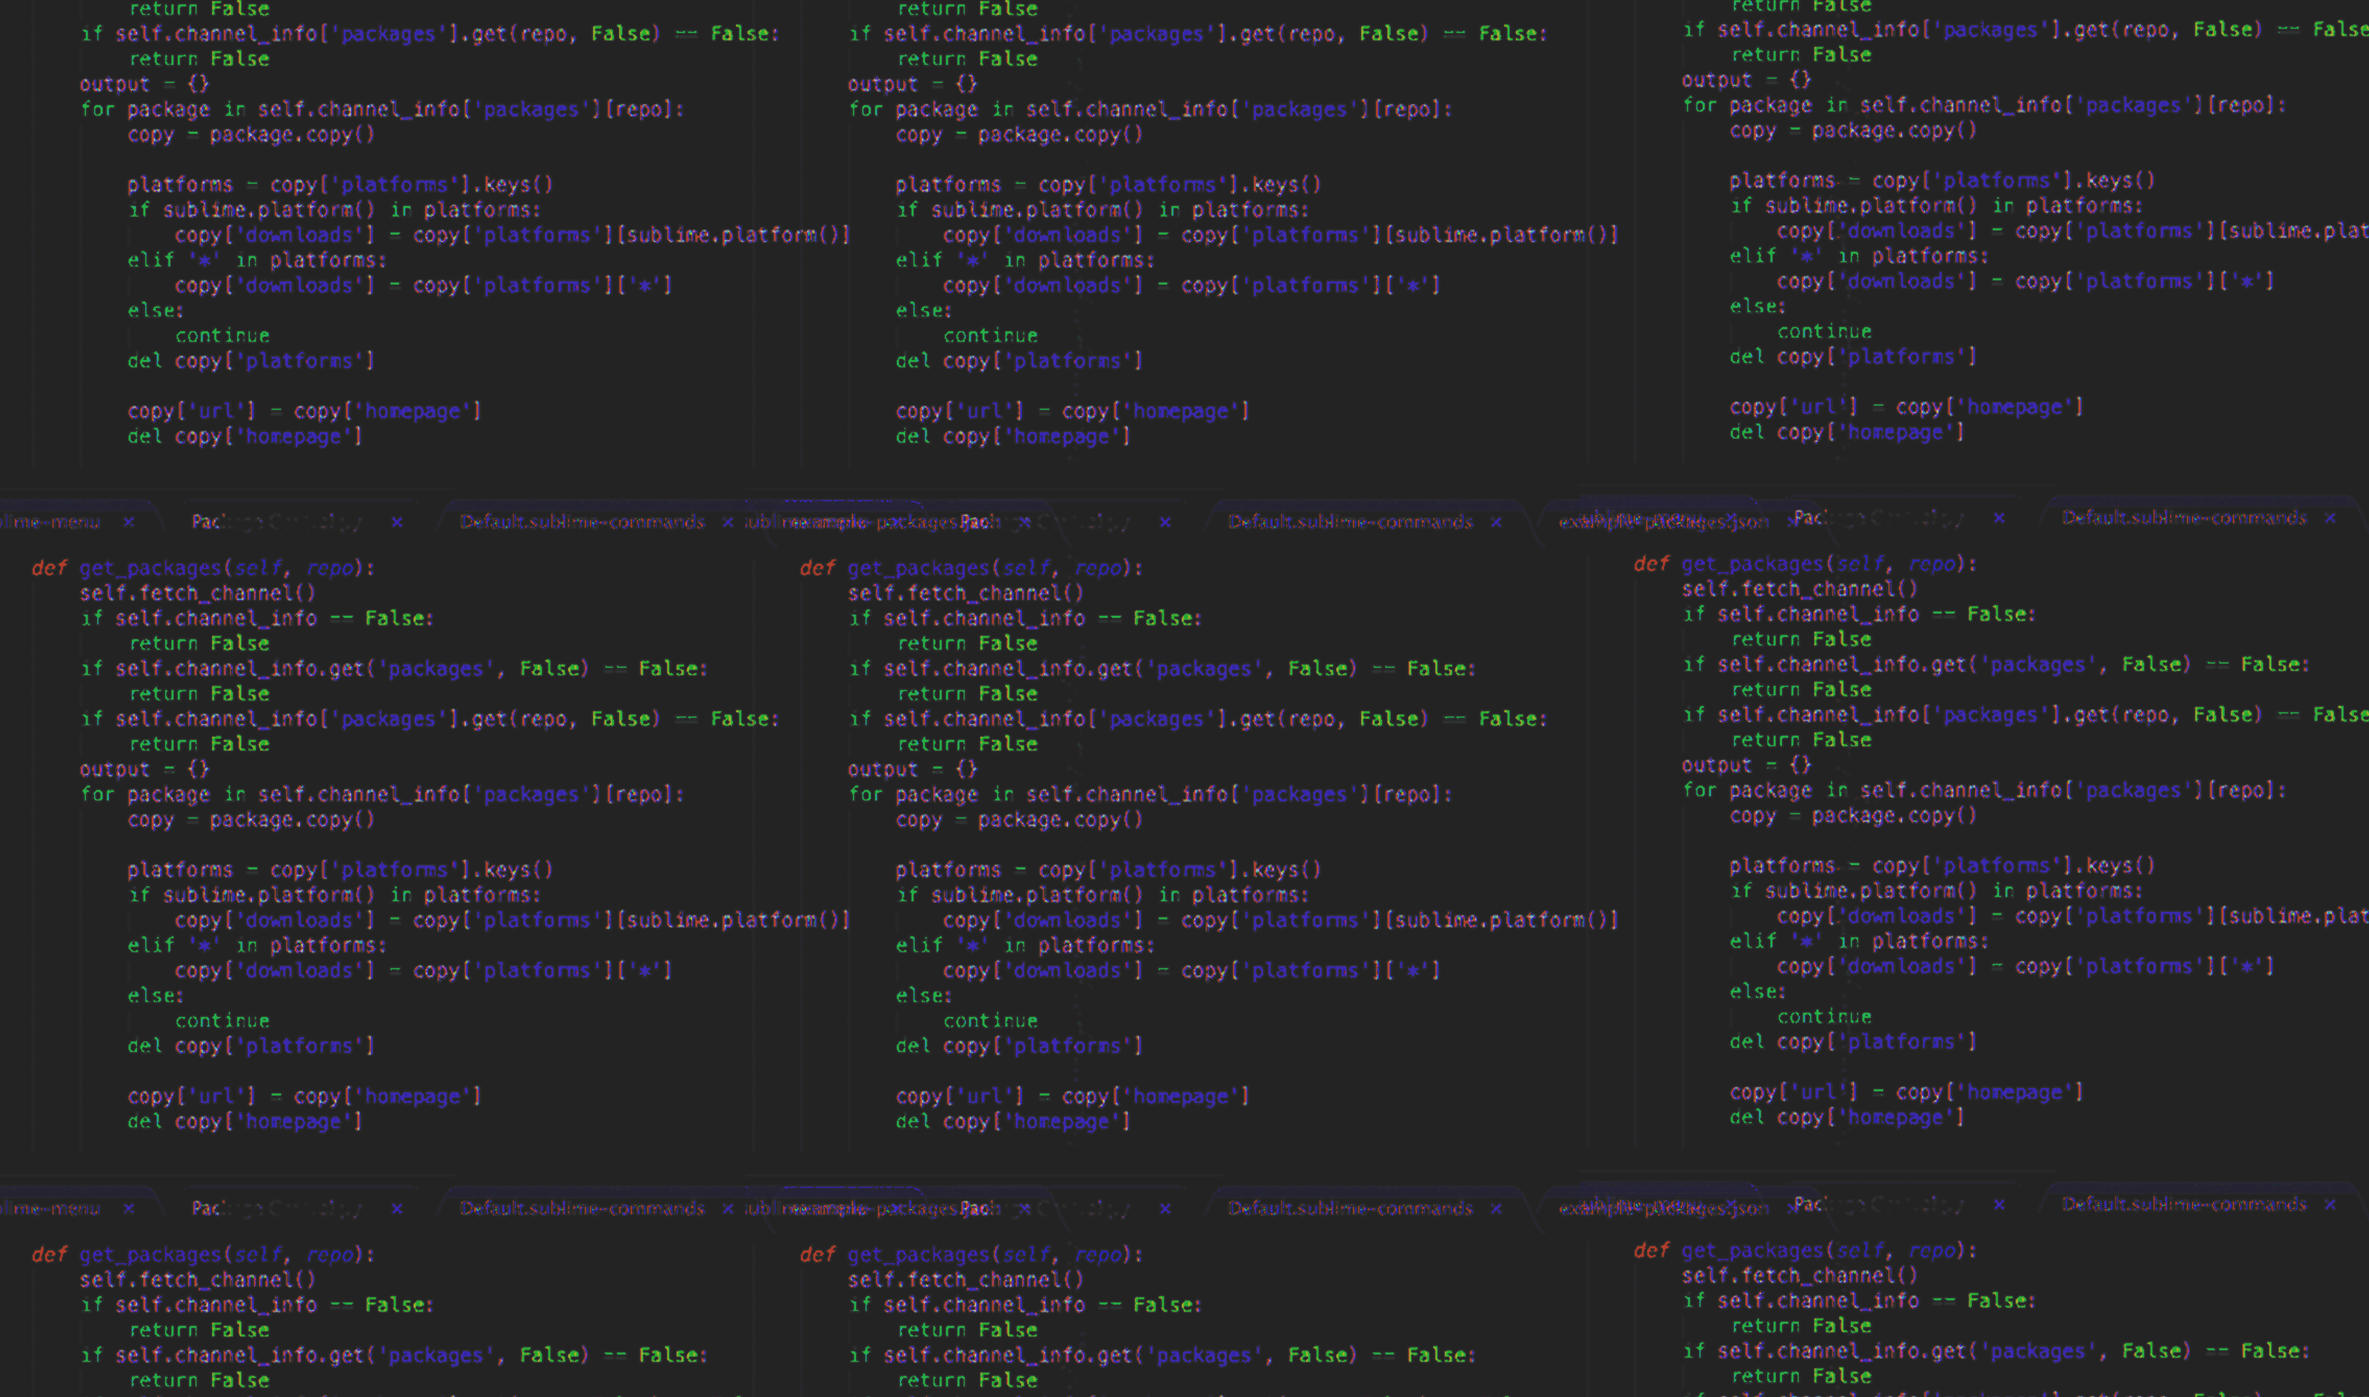 return False
if self.channel_info['packages'].get(repo, False) == False:
return False
output = {}
for package in self.channel_info['packages'][repo]:
copy = package.copy()
platforms = copy['platforms'].keys()
if sublime.platform() in platforms:
copy['downloads'] = copy['platforms'][sublime.platform()]
elif '*' in platforms:
copy['downloads'] = copy['platforms']['*']
else:
continue
del copy['platforms']
copy['url'] = copy['homepage']
del copy['homepage']
return False
if self.channel_info['packages'].get(repo, False) == False:
return False
output = {}
for package in self.channel_info['packages'][repo]:
copy = package.copy()
platforms = copy['platforms'].keys()
if sublime.platform() in platforms:
copy['downloads'] = copy['platforms'][sublime.platform()]
elif '*' in platforms:
copy['downloads'] = copy['platforms']['*']
else:
continue
del copy['platforms']
copy['url'] = copy['homepage']
del copy['homepage']
return False
if self.channel_info['packages'].get(repo, False) == False
return False
output = {}
for package in self.channel_info['packages'][repo]:
copy = package.copy()
platforms = copy['platforms'].keys()
if sublime.platform() in platforms:
copy['downloads'] = copy['platforms'][sublime.plat
elif '*' in platforms:
copy['downloads'] = copy['platforms']['*']
else:
continue
del copy['platforms']
copy['url'] = copy['homepage']
del copy['homepage']
lime-menu × Pac × Default.sublime-commands × Pac × Default.sublime-commands × Pac × Default.sublime-commands ×
def get_packages(self, repo):
self.fetch_channel()
if self.channel_info == False:
return False
if self.channel_info.get('packages', False) == False:
return False
if self.channel_info['packages'].get(repo, False) == False:
return False
output = {}
for package in self.channel_info['packages'][repo]:
copy = package.copy()
platforms = copy['platforms'].keys()
if sublime.platform() in platforms:
copy['downloads'] = copy['platforms'][sublime.platform()]
elif '*' in platforms:
copy['downloads'] = copy['platforms']['*']
else:
continue
del copy['platforms']
copy['url'] = copy['homepage']
del copy['homepage']
def get_packages(self, repo):
self.fetch_channel()
if self.channel_info == False:
return False
if self.channel_info.get('packages', False) == False:
return False
if self.channel_info['packages'].get(repo, False) == False:
return False
output = {}
for package in self.channel_info['packages'][repo]:
copy = package.copy()
platforms = copy['platforms'].keys()
if sublime.platform() in platforms:
copy['downloads'] = copy['platforms'][sublime.platform()]
elif '*' in platforms:
copy['downloads'] = copy['platforms']['*']
else:
continue
del copy['platforms']
copy['url'] = copy['homepage']
del copy['homepage']
def get_packages(self, repo):
self.fetch_channel()
if self.channel_info == False:
return False
if self.channel_info.get('packages', False) == False:
return False
if self.channel_info['packages'].get(repo, False) == False
return False
output = {}
for package in self.channel_info['packages'][repo]:
copy = package.copy()
platforms = copy['platforms'].keys()
if sublime.platform() in platforms:
copy['downloads'] = copy['platforms'][sublime.plat
elif '*' in platforms:
copy['downloads'] = copy['platforms']['*']
else:
continue
del copy['platforms']
copy['url'] = copy['homepage']
del copy['homepage']
lime-menu × Pac × Default.sublime-commands × Pac × Default.sublime-commands × Pac × Default.sublime-commands ×
def get_packages(self, repo):
self.fetch_channel()
if self.channel_info == False:
return False
if self.channel_info.get('packages', False) == False:
return False
def get_packages(self, repo):
self.fetch_channel()
if self.channel_info == False:
return False
if self.channel_info.get('packages', False) == False:
return False
def get_packages(self, repo):
self.fetch_channel()
if self.channel_info == False:
return False
if self.channel_info.get('packages', False) == False:
return False